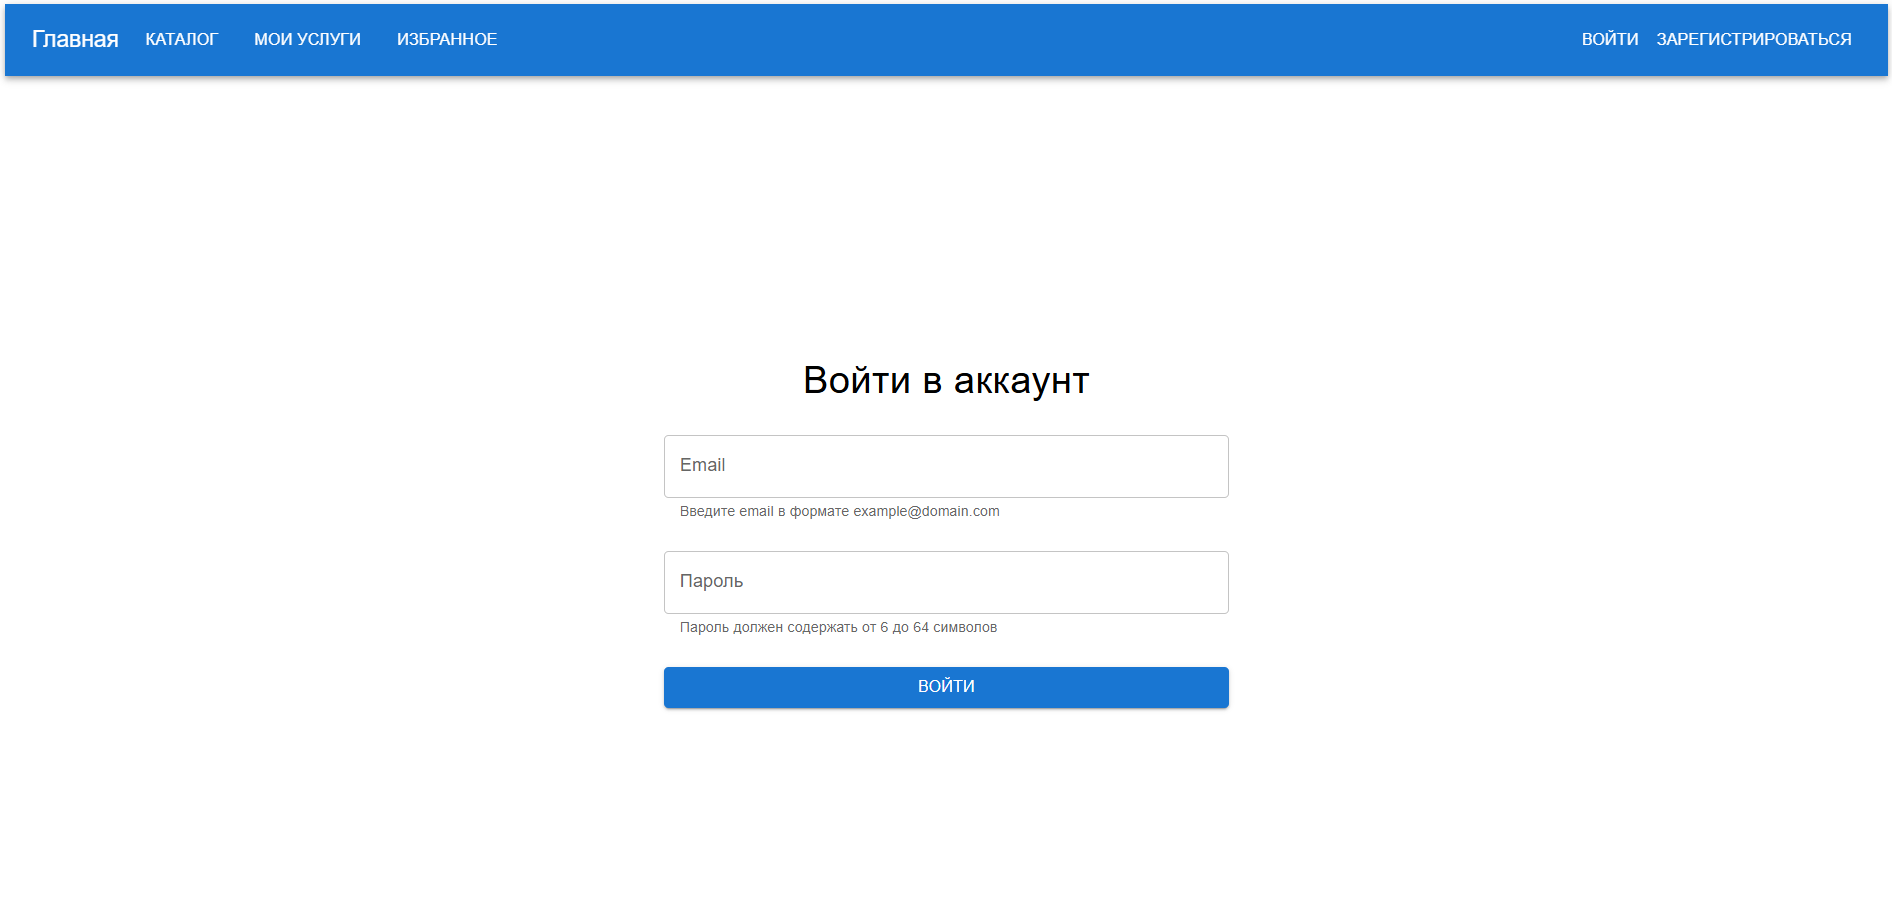 Главная КАТАЛОГ МОИ УСЛУГИ ИЗБРАННОЕ ВОЙТИ ЗАРЕГИСТРИРОВАТЬСЯ
Войти в аккаунт
Email
Введите email в формате example@domain.com
Пароль
Пароль должен содержать от 6 до 64 символов
ВОЙТИ